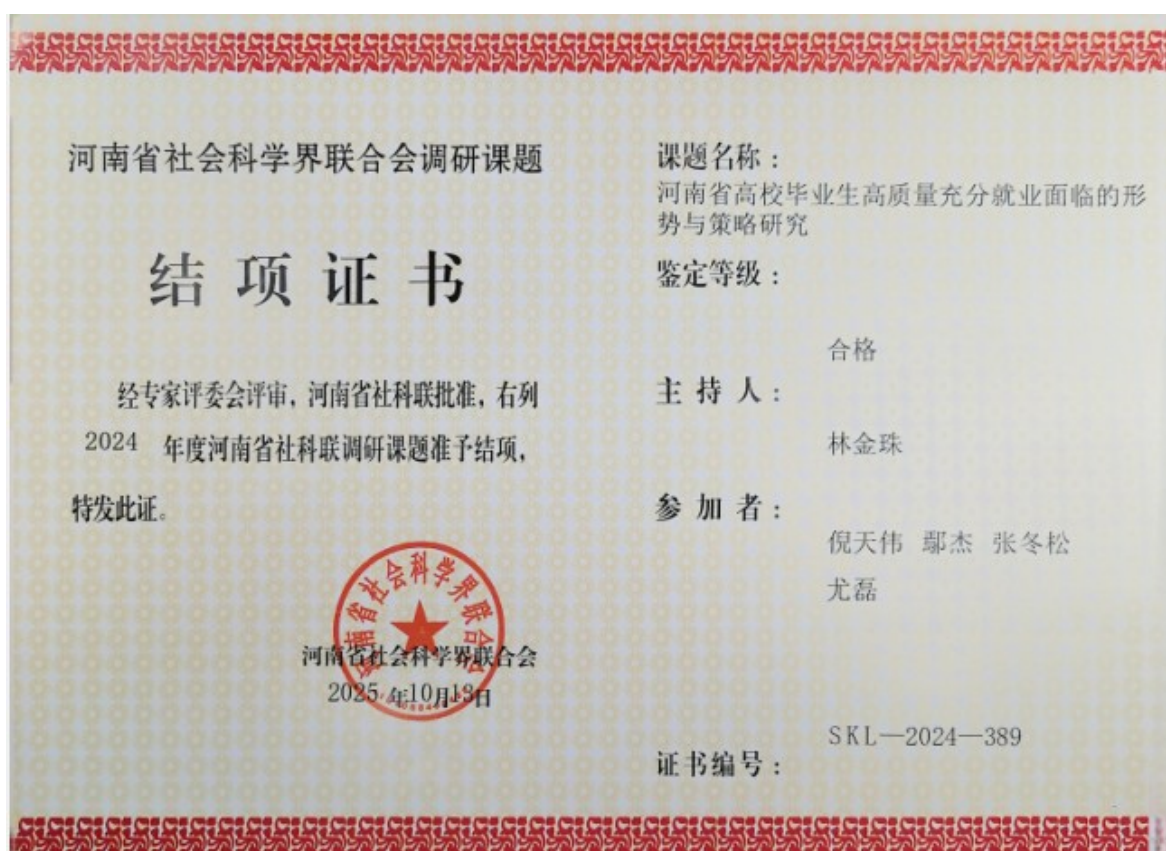 河南省社会科学界联合会调研课题
结项证书
经专家评委会评审，河南省社科联批准，右列
2024 年度河南省社科联调研课题准予结项，
特发此证。
河南省社会科学界联合会
河南省社会科学界联合会
2025 年10月13日
课题名称：
河南省高校毕业生高质量充分就业面临的形
势与策略研究
鉴定等级：
合格
主 持 人：
林金珠
参 加 者：
倪天伟 鄢杰 张冬松
尤磊
SKL—2024—389
证书编号：